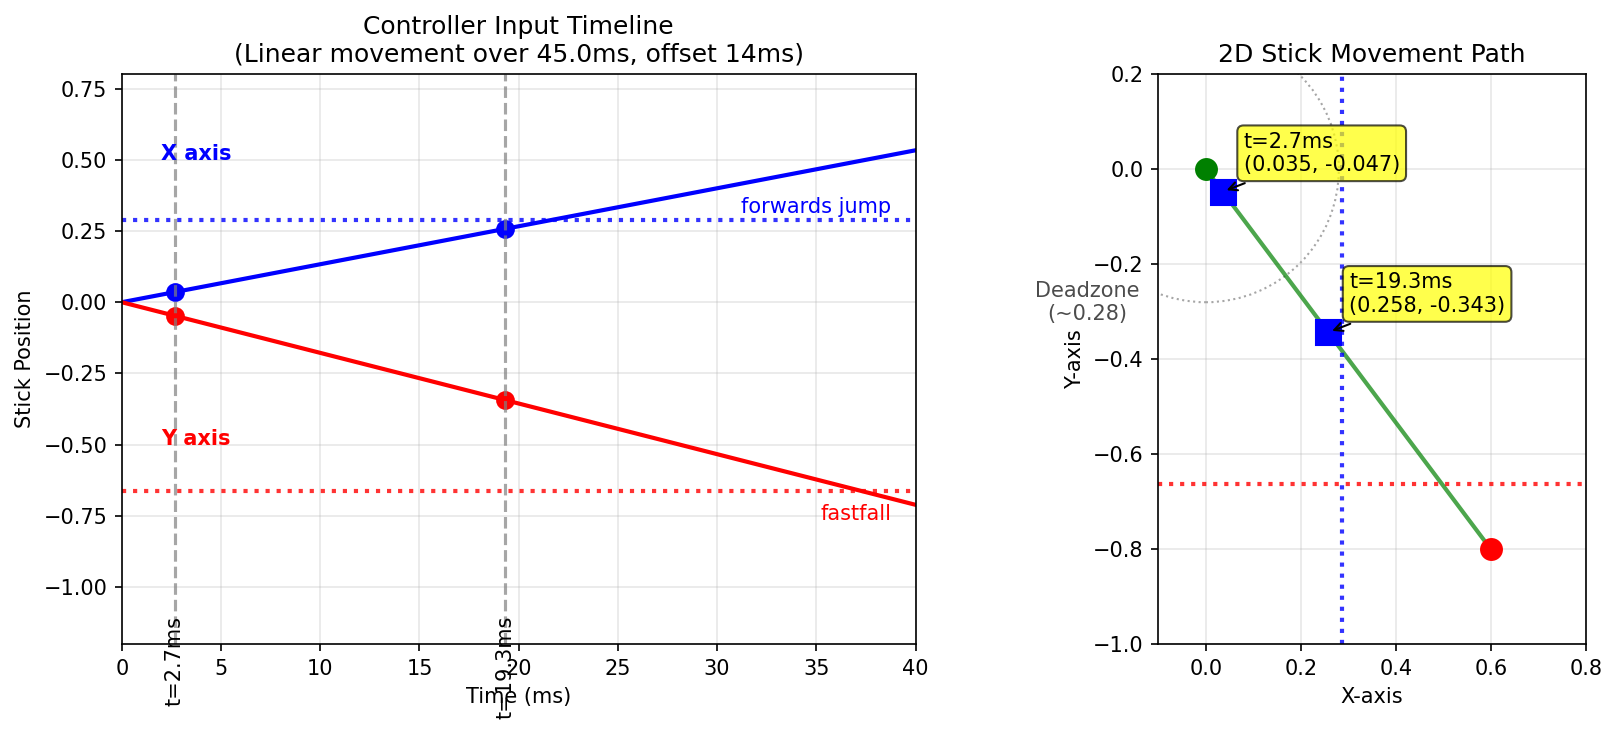 Controller Input Timeline
(Linear movement over 45.0ms, offset 14ms)
Stick Position
0.75
0.50
0.25
0.00
−0.25
−0.50
−0.75
−1.00
X axis
forwards jump
Y axis
fastfall
t=2.7ms
t=19.3ms
0 5 10 15 20 25 30 35 40
Time (ms)
2D Stick Movement Path
Y-axis
0.2
0.0
−0.2
−0.4
−0.6
−0.8
−1.0
t=2.7ms
(0.035, -0.047)
Deadzone
(~0.28)
t=19.3ms
(0.258, -0.343)
0.0 0.2 0.4 0.6 0.8
X-axis